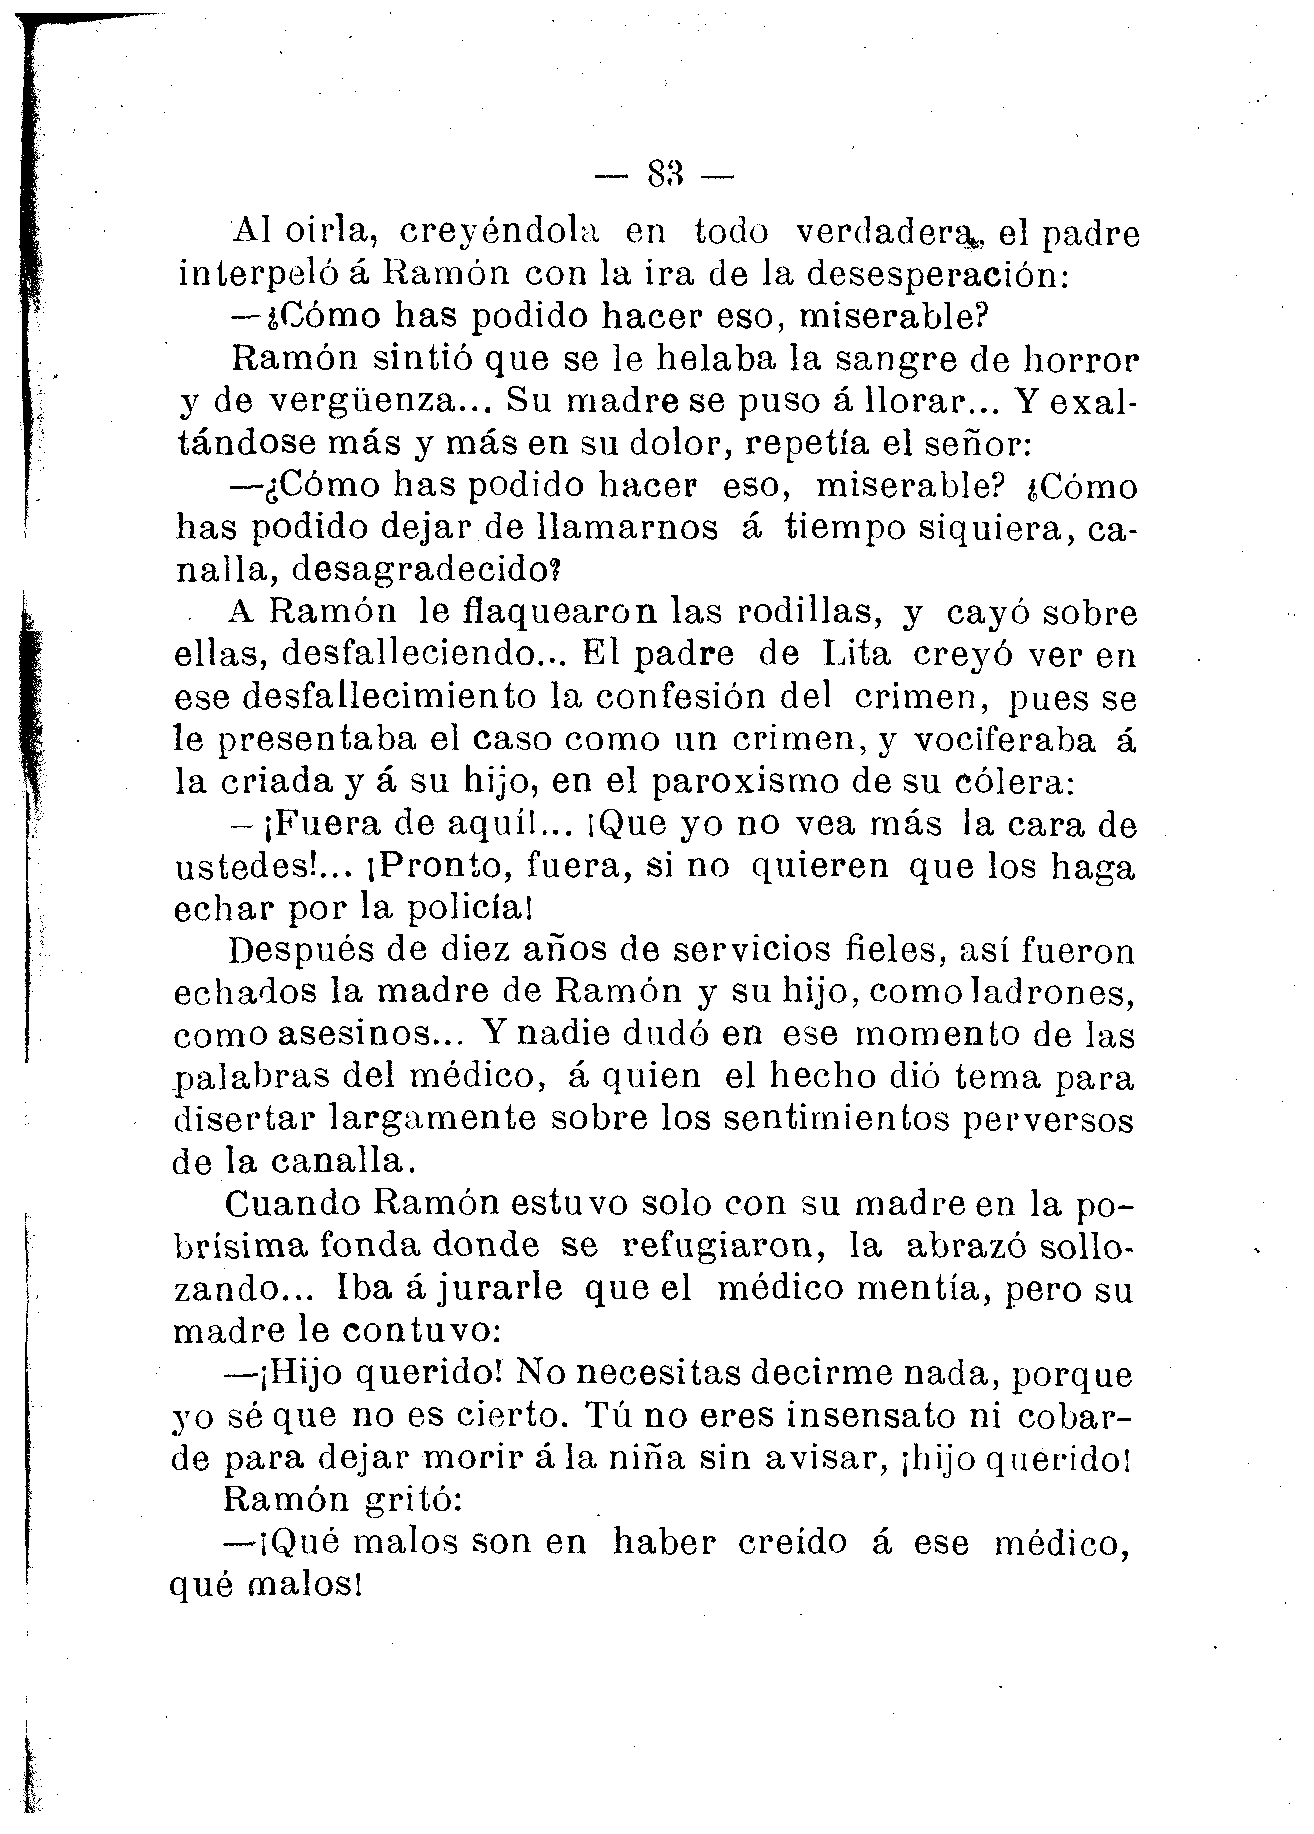 — 83 —
Al oirla, creyéndola en todo verdadera, el padre
interpeló á Ramón con la ira de la desesperación:
—¿Cómo has podido hacer eso, miserable?
Ramón sintió que se le helaba la sangre de horror
y de vergüenza... Su madre se puso á llorar... Y exal-
tándose más y más en su dolor, repetía el señor:
—¿Cómo has podido hacer eso, miserable? ¿Cómo
has podido dejar de llamarnos á tiempo siquiera, ca-
nalla, desagradecido?
A Ramón le flaquearon las rodillas, y cayó sobre
ellas, desfalleciendo... El padre de Lita creyó ver en
ese desfallecimiento la confesión del crimen, pues se
le presentaba el caso como un crimen, y vociferaba á
la criada y á su hijo, en el paroxismo de su cólera:
—¡Fuera de aquí!... ¡Que yo no vea más la cara de
ustedes!... ¡Pronto, fuera, si no quieren que los haga
echar por la policía!
Después de diez años de servicios fieles, así fueron
echados la madre de Ramón y su hijo, como ladrones,
como asesinos... Y nadie dudó en ese momento de las
palabras del médico, á quien el hecho dió tema para
disertar largamente sobre los sentimientos perversos
de la canalla.
Cuando Ramón estuvo solo con su madre en la po-
brísima fonda donde se refugiaron, la abrazó sollo-
zando... Iba á jurarle que el médico mentía, pero su
madre le contuvo:
—¡Hijo querido! No necesitas decirme nada, porque
yo sé que no es cierto. Tú no eres insensato ni cobar-
de para dejar morir á la niña sin avisar, ¡hijo querido!
Ramón gritó:
—¡Qué malos son en haber creído á ese médico,
qué malos!